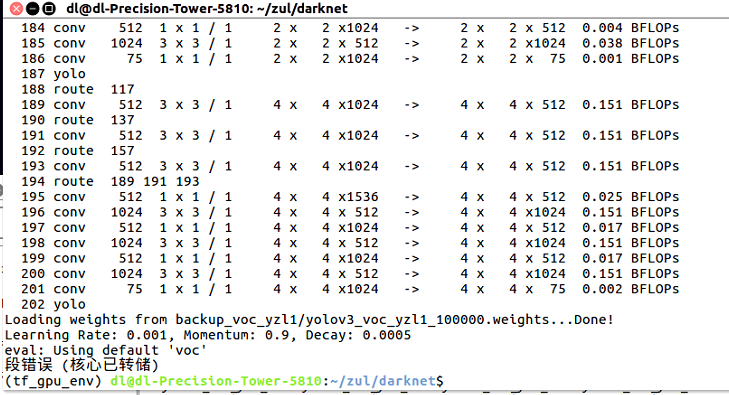 dl@dl-Precision-Tower-5810: ~/zul/darknet
184 conv 512 1 x 1 / 1 2 x 2 x1024 -> 2 x 2 x 512 0.004 BFLOPs
185 conv 1024 3 x 3 / 1 2 x 2 x 512 -> 2 x 2 x1024 0.038 BFLOPs
186 conv 75 1 x 1 / 1 2 x 2 x1024 -> 2 x 2 x 75 0.001 BFLOPs
187 yolo
188 route 117
189 conv 512 3 x 3 / 1 4 x 4 x1024 -> 4 x 4 x 512 0.151 BFLOPs
190 route 137
191 conv 512 3 x 3 / 1 4 x 4 x1024 -> 4 x 4 x 512 0.151 BFLOPs
192 route 157
193 conv 512 3 x 3 / 1 4 x 4 x1024 -> 4 x 4 x 512 0.151 BFLOPs
194 route 189 191 193
195 conv 512 1 x 1 / 1 4 x 4 x1536 -> 4 x 4 x 512 0.025 BFLOPs
196 conv 1024 3 x 3 / 1 4 x 4 x 512 -> 4 x 4 x1024 0.151 BFLOPs
197 conv 512 1 x 1 / 1 4 x 4 x1024 -> 4 x 4 x 512 0.017 BFLOPs
198 conv 1024 3 x 3 / 1 4 x 4 x 512 -> 4 x 4 x1024 0.151 BFLOPs
199 conv 512 1 x 1 / 1 4 x 4 x1024 -> 4 x 4 x 512 0.017 BFLOPs
200 conv 1024 3 x 3 / 1 4 x 4 x 512 -> 4 x 4 x1024 0.151 BFLOPs
201 conv 75 1 x 1 / 1 4 x 4 x1024 -> 4 x 4 x 75 0.002 BFLOPs
202 yolo
Loading weights from backup_voc_yzl1/yolov3_voc_yzl1_100000.weights...Done!
Learning Rate: 0.001, Momentum: 0.9, Decay: 0.0005
eval: Using default 'voc'
段错误 (核心已转储)
(tf_gpu_env) dl@dl-Precision-Tower-5810:~/zul/darknet$